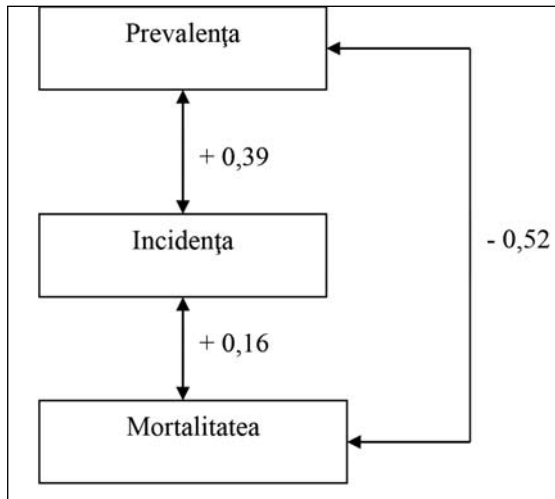 Prevalenţa
+ 0,39
Incidenţa
- 0,52
+ 0,16
Mortalitatea